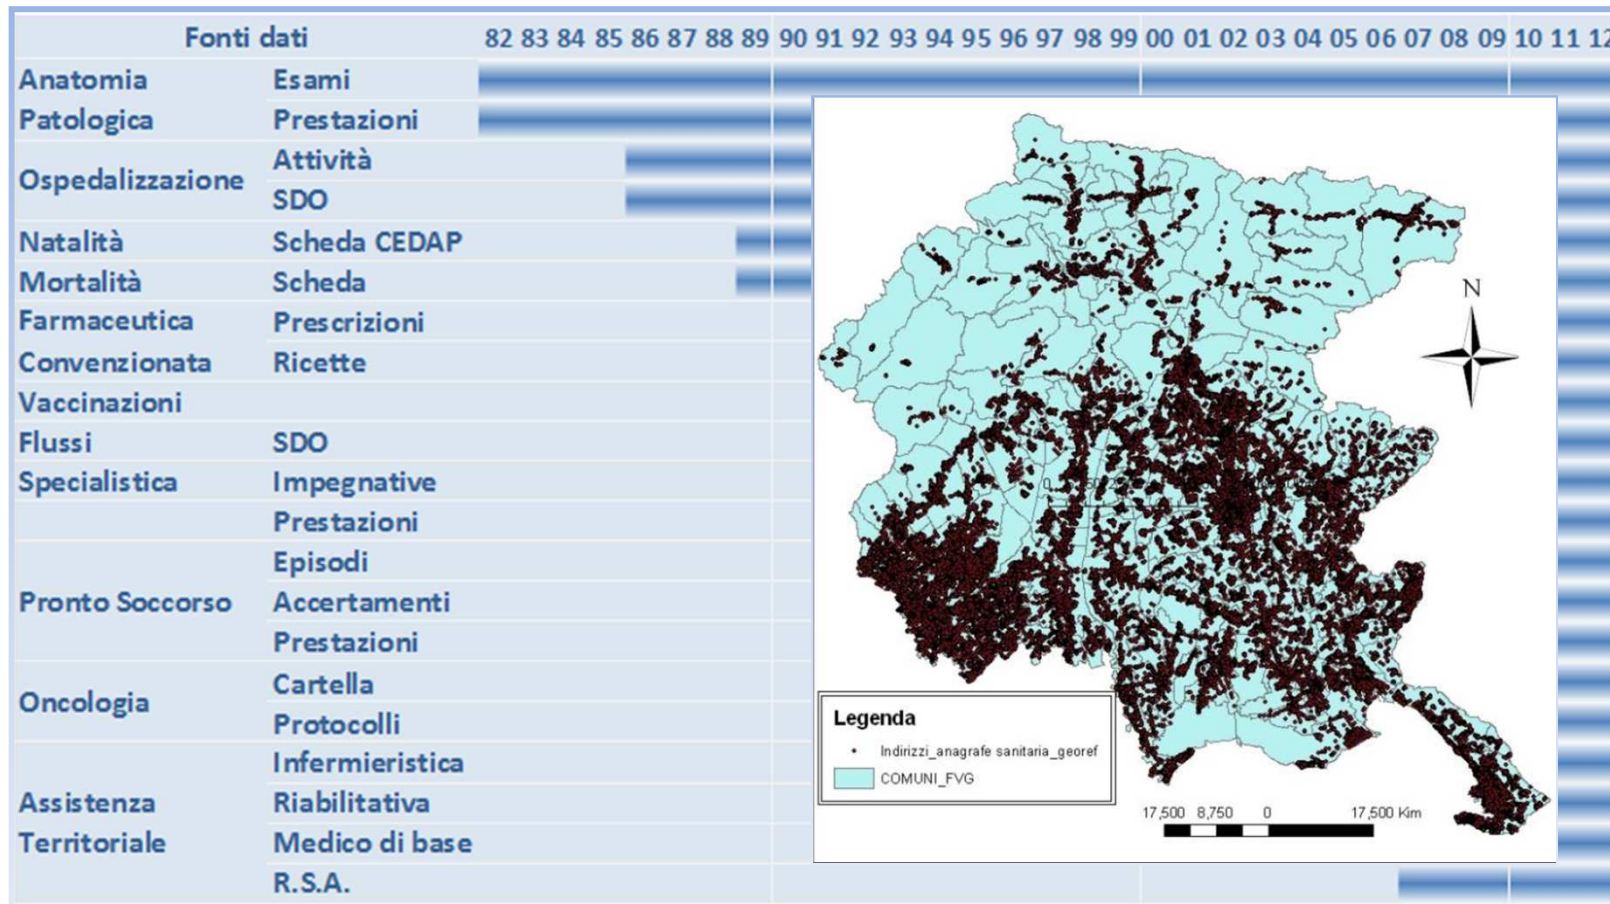 Fonti dati 82 83 84 85 86 87 88 89 90 91 92 93 94 95 96 97 98 99 00 01 02 03 04 05 06 07 08 09 10 11 12
Anatomia Esami
Patologica Prestazioni
Ospedalizzazione Attività
SDO
Natalità Scheda CEDAP
Mortalità Scheda
Farmaceutica Prescrizioni
Convenzionata Ricette
Vaccinazioni
Flussi SDO
Specialistica Impegnative
Prestazioni
Pronto Soccorso Episodi
Accertamenti
Prestazioni
Oncologia Cartella
Protocolli
Assistenza Infermieristica
Territoriale Riabilitativa
Medico di base
R.S.A.
N
Legenda
Indirizzi_anagrafe sanitaria_georef
COMUNI_FVG
17,500 8,750 0 17,500 Km